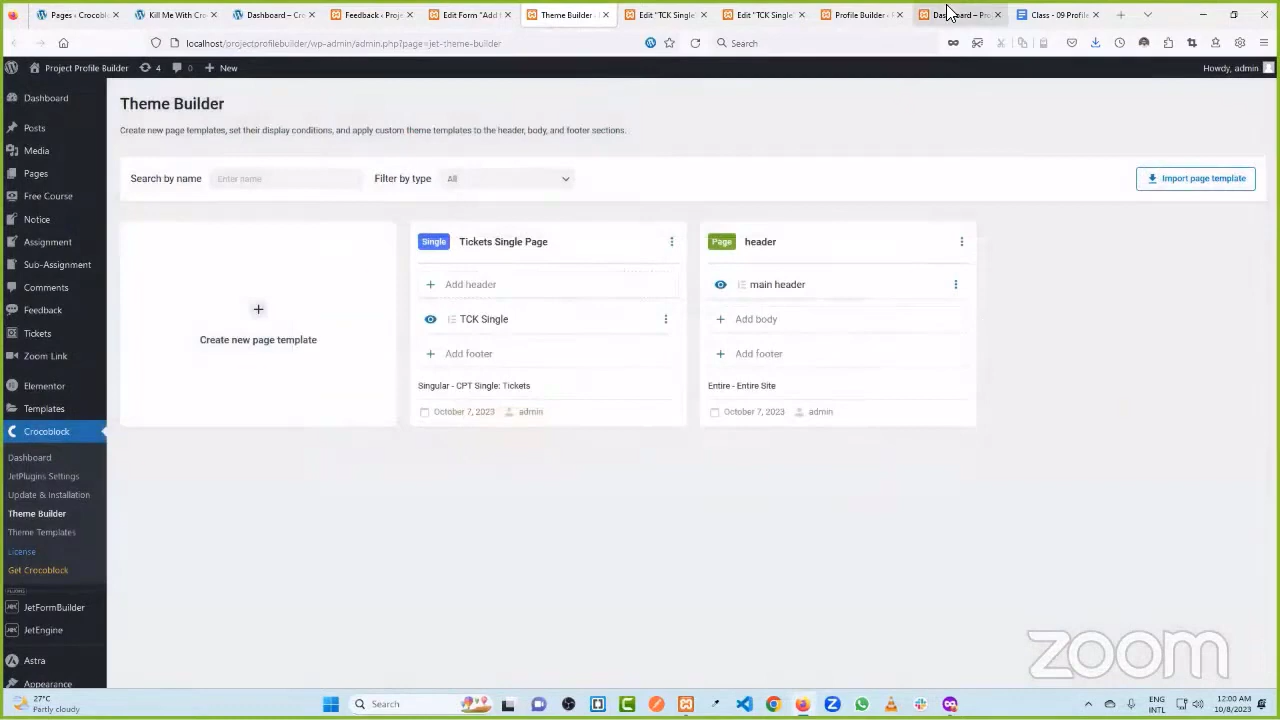 Pages ‹ Crocoblock
Kill Me With Cro
Dashboard ‹ Cro
Feedback ‹ Projec
Edit Form "Add
Theme Builder ‹
Edit "TCK Single
Edit "TCK Single
Profile Builder ‹
Dashboard ‹ Pro
Class - 09 Profile
localhost/projectprofilebuilder/wp-admin/admin.php?page=jet-theme-builder
Search
Project Profile Builder
4
0
New
Howdy, admin
Dashboard
Posts
Media
Pages
Free Course
Notice
Assignment
Sub-Assignment
Comments
Feedback
Tickets
Zoom Link
Elementor
Templates
Crocoblock
Dashboard
JetPlugins Settings
Update & Installation
Theme Builder
Theme Templates
License
Get Crocoblock
JetFormBuilder
JetEngine
Astra
Appearance
Theme Builder
Create new page templates, set their display conditions, and apply custom theme templates to the header, body, and footer sections.
Search by name
Enter name
Filter by type
All
Import page template
Create new page template
Single
Tickets Single Page
Add header
TCK Single
Add footer
Singular - CPT Single: Tickets
October 7, 2023
admin
Page
header
main header
Add body
Add footer
Entire - Entire Site
October 7, 2023
admin
zoom
27°C
Partly cloudy
Search
ENG
INTL
12:00 AM
10/8/2023